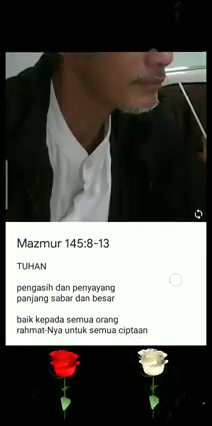 Mazmur 145:8-13
TUHAN
pengasih dan penyayang
panjang sabar dan besar
baik kepada semua orang
rahmat-Nya untuk semua ciptaan